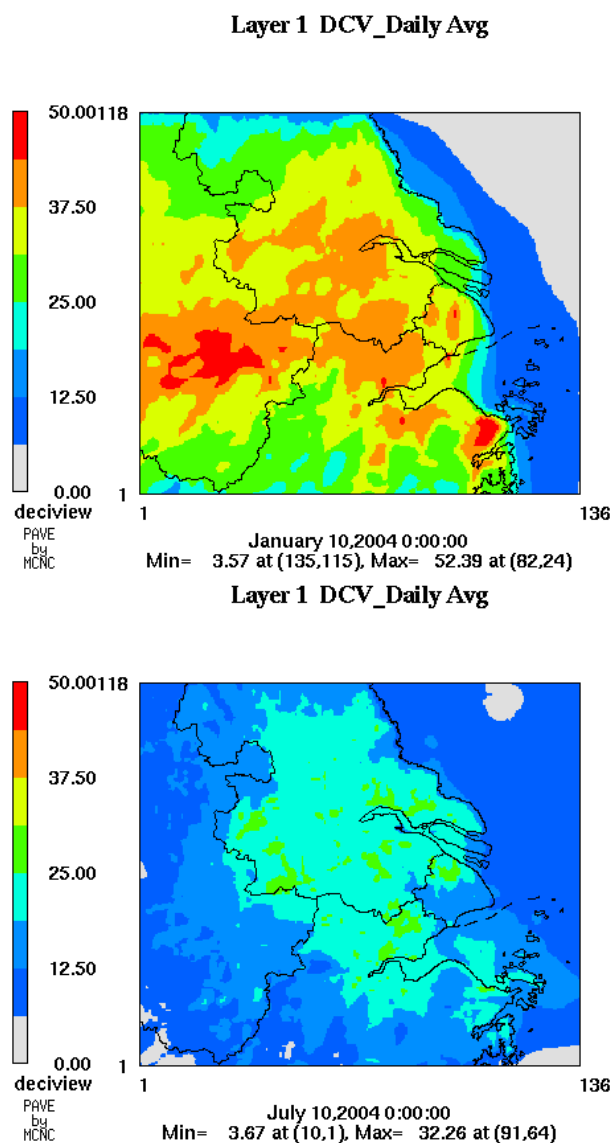 Layer 1 DCV_Daily Avg
50.00 118
37.50
25.00
12.50
0.00 1
deciview
1 136
PAVE
by
MCNC
January 10,2004 0:00:00
Min= 3.57 at (135,115), Max= 52.39 at (82,24)
Layer 1 DCV_Daily Avg
50.00 118
37.50
25.00
12.50
0.00 1
deciview
1 136
PAVE
by
MCNC
July 10,2004 0:00:00
Min= 3.67 at (10,1), Max= 32.26 at (91,64)